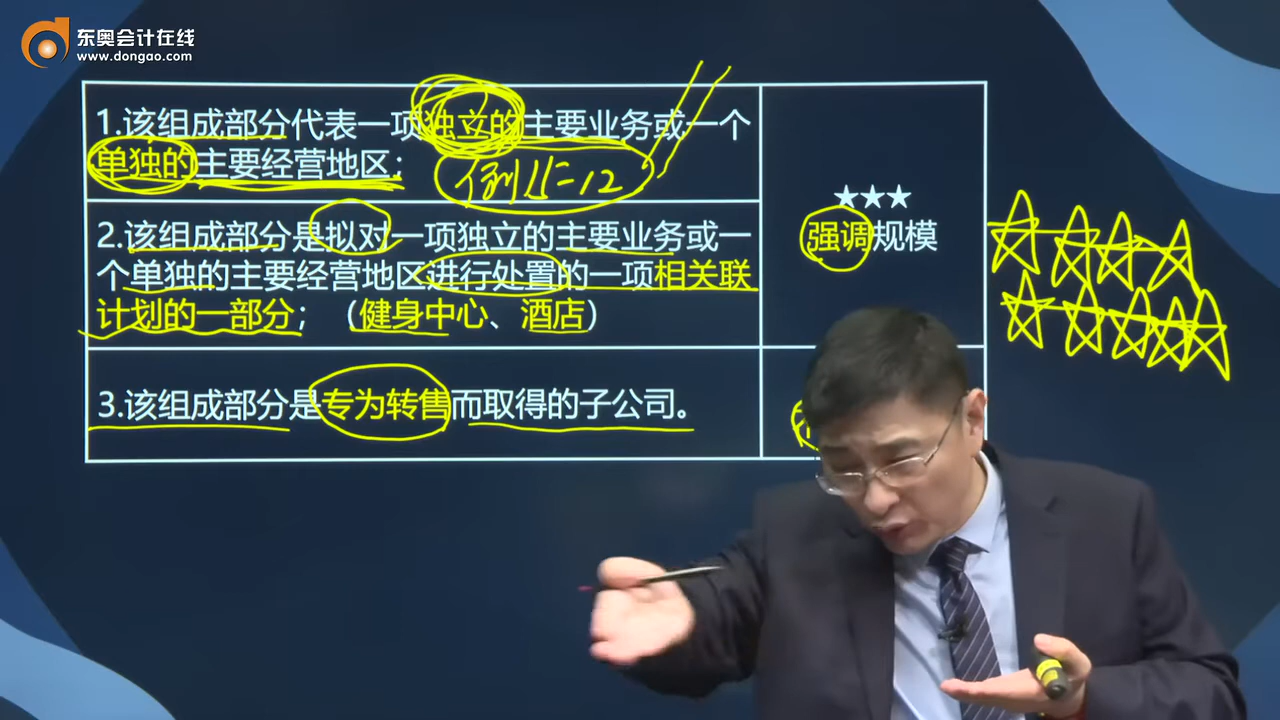 东奥会计在线
www.dongao.com
1.该组成部分代表一项独立的主要业务或一个
单独的主要经营地区;
例15-12
2.该组成部分是拟对一项独立的主要业务或一
个单独的主要经营地区进行处置的一项相关联
计划的一部分;（健身中心、酒店）
3.该组成部分是专为转售而取得的子公司。
★★★
强调规模